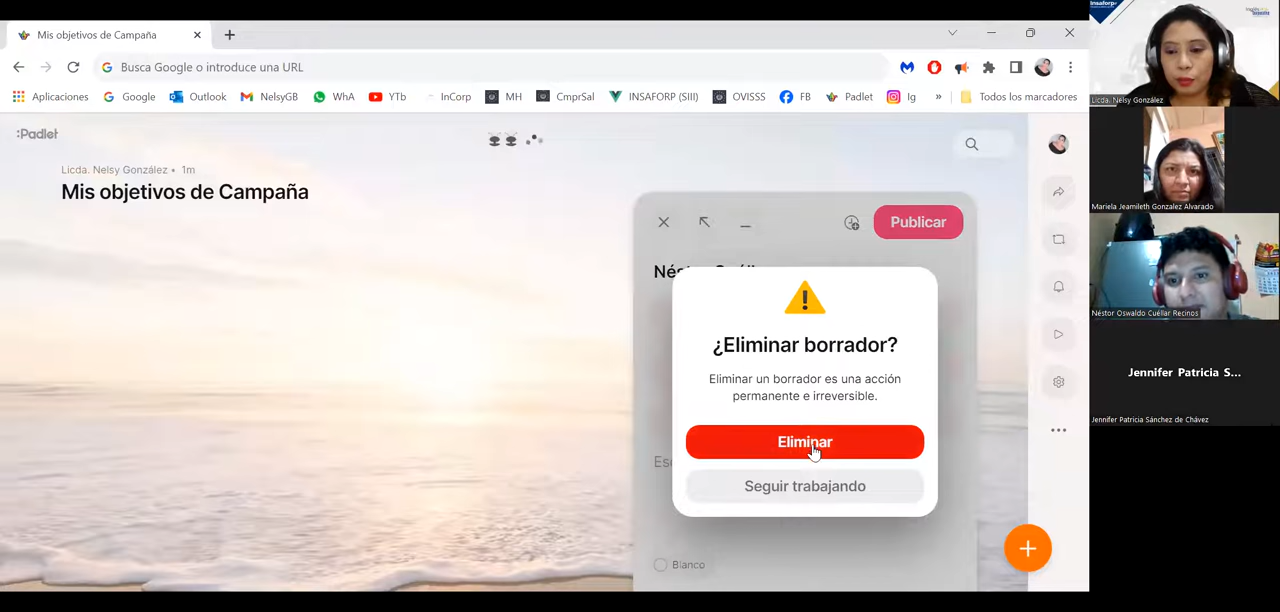 Mis objetivos de Campaña
Busca Google o introduce una URL
Aplicaciones Google Outlook NelsyGB WhA YTb InCorp MH CmprSal INSAFORP (SIII) OVISSS FB Padlet Ig » Todos los marcadores
:Padlet
Licda. Nelsy González • 1m
Mis objetivos de Campaña
Publicar
¿Eliminar borrador?
Eliminar un borrador es una acción
permanente e irreversible.
Eliminar
Seguir trabajando
Blanco
Insaforp
Licda. Nelsy González
Mariela Jeamileth Gonzalez Alvarado
Néstor Oswaldo Cuéllar Recinos
Jennifer Patricia S...
Jennifer Patricia Sánchez de Chávez